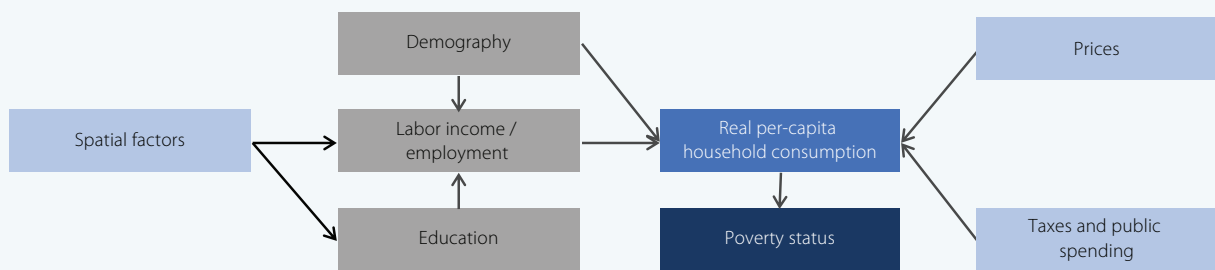 Demography
Prices
Spatial factors
Labor income /
employment
Real per-capita
household consumption
Education
Poverty status
Taxes and public
spending